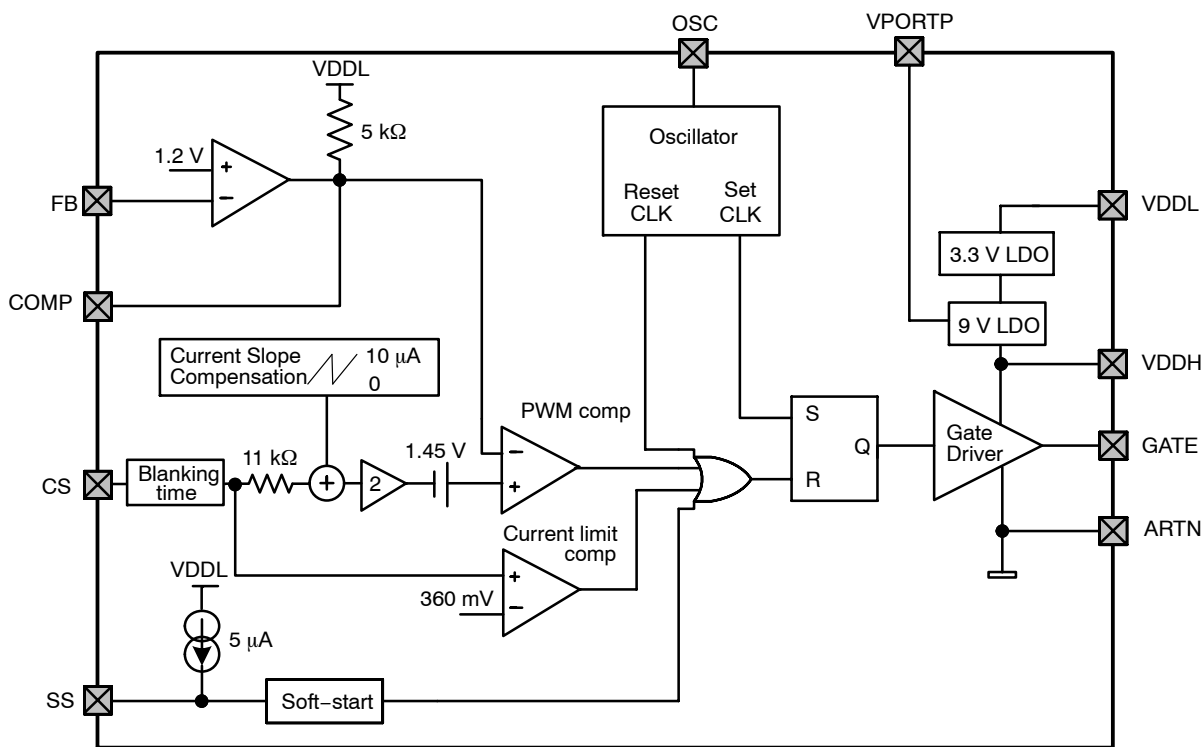 OSC
VPORTP
VDDL
5 kΩ
1.2 V
+
−
FB
Oscillator
Reset
CLK
Set
CLK
VDDL
3.3 V LDO
COMP
9 V LDO
Current Slope
Compensation
10 μA
0
VDDH
PWM comp
S
Q
R
Gate
Driver
GATE
1.45 V
−
+
11 kΩ
CS
Blanking
time
+
2
Current limit
comp
ARTN
+
−
360 mV
VDDL
5 μA
SS
Soft−start